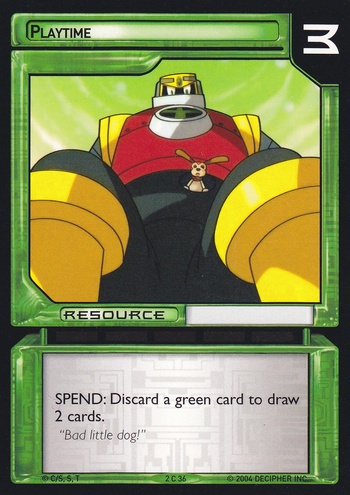 PLAYTIME
3
RESOURCE
SPEND: Discard a green card to draw
2 cards.
"Bad little dog!"
© C/S, S, T 2 C 36 © 2004 DECIPHER INC.